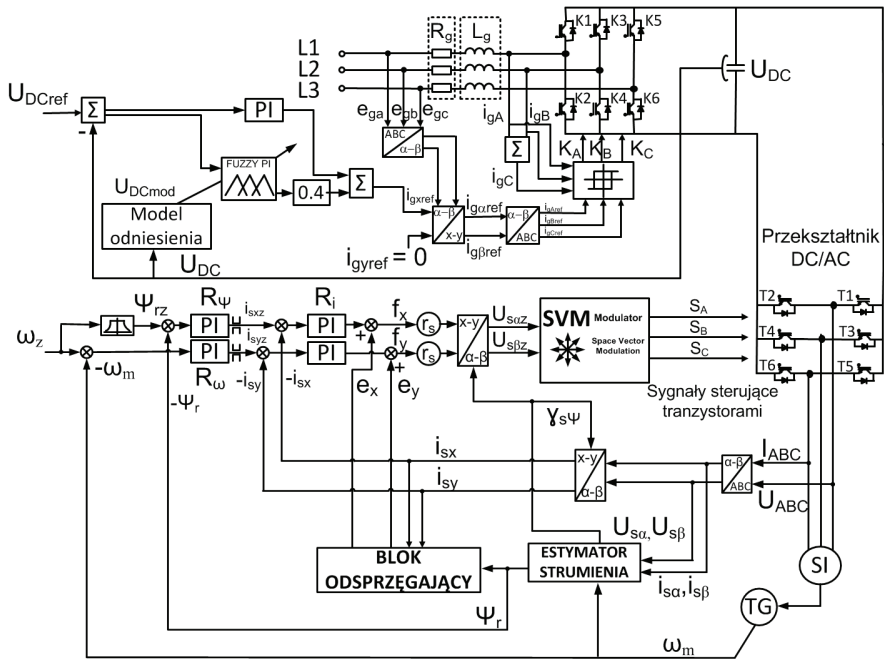 K1 K3 K5
R_g L_g
L1
L2
L3
U_DC
U_DCref
Σ
-
PI
e_ga e_gb e_gc
i_gA i_gB
K2 K4 K6
ABC
α-β
Σ
K_A K_B K_C
i_gC
FUZZY PI
U_DCmod
0.4
Σ
i_gxref
Model
odniesienia
α-β
x-y
i_gαref
i_gβref
α-β
ABC
i_gAref
i_gBref
i_gCref
i_gyref = 0
U_DC
Przekształtnik
DC/AC
Ψ_rz
R_Ψ
PI
i_sxz
R_i
PI
+
f_x
r_s
x-y
α-β
U_sαz
U_sβz
SVM
Modulator
Space Vector
Modulation
S_A
S_B
S_C
T2 T1
T4 T3
T6 T5
ω_z
-ω_m
PI
R_ω
i_syz
-i_sy
-i_sx
PI
f_y
+
r_s
e_x e_y
-Ψ_r
Sygnały sterujące
tranzystorami
γ_sΨ
i_sx
i_sy
x-y
α-β
α-β
ABC
I_ABC
U_ABC
U_sα,U_sβ
BLOK
ODSPRZĘGAJĄCY
ESTYMATOR
STRUMIENIA
i_sα,i_sβ
SI
TG
Ψ_r
ω_m